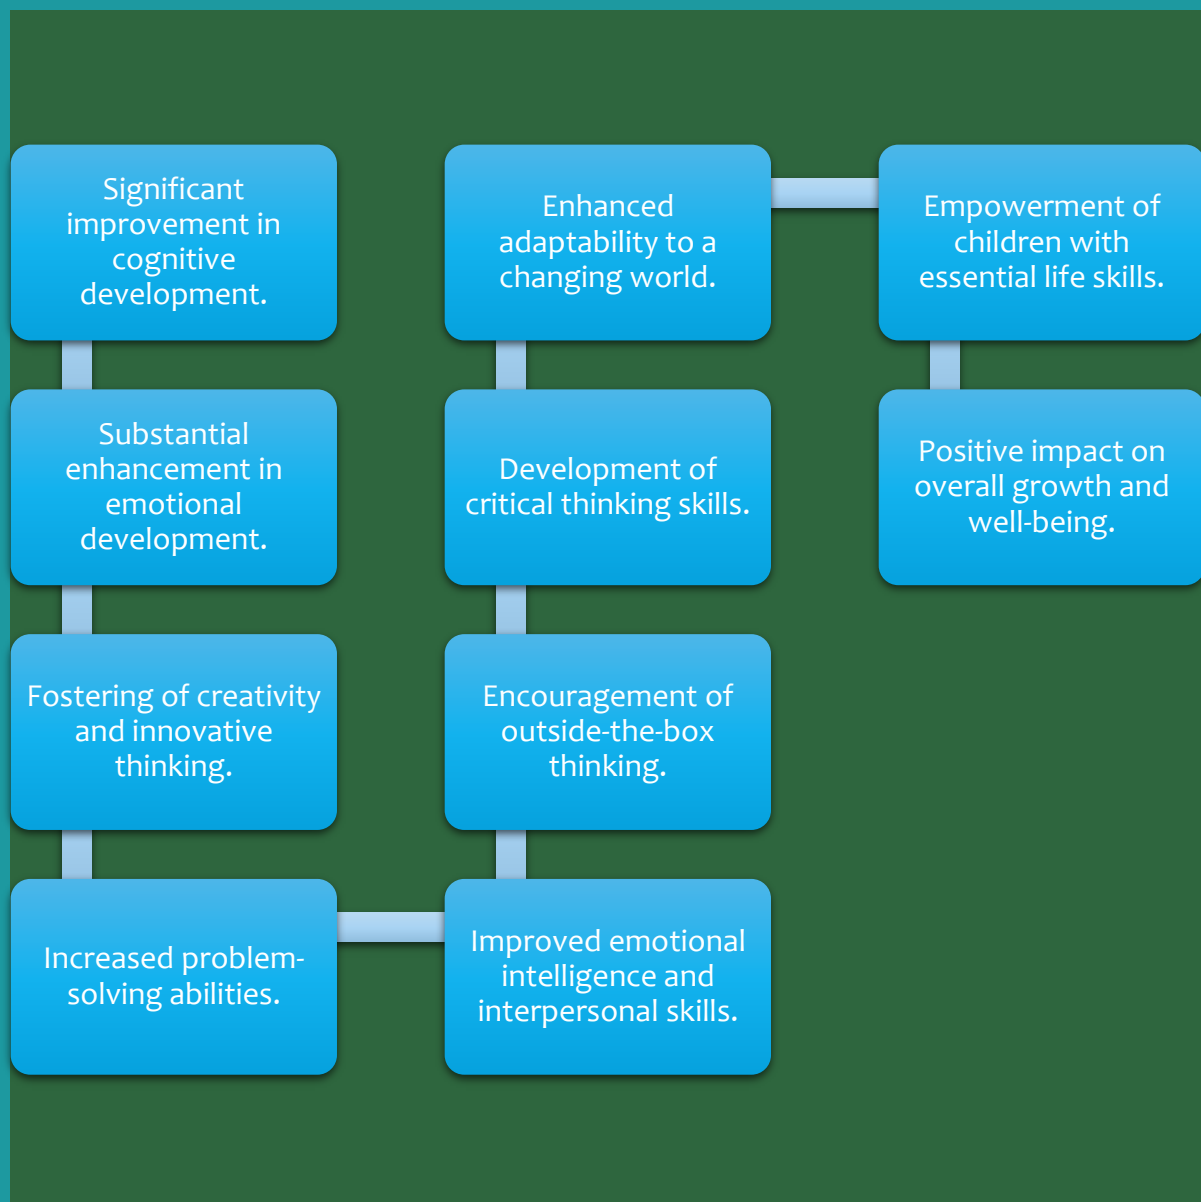 Significant
improvement in
cognitive
development.
Substantial
enhancement in
emotional
development.
Fostering of creativity
and innovative
thinking.
Increased problem-
solving abilities.
Improved emotional
intelligence and
interpersonal skills.
Encouragement of
outside-the-box
thinking.
Development of
critical thinking skills.
Enhanced
adaptability to a
changing world.
Empowerment of
children with
essential life skills.
Positive impact on
overall growth and
well-being.